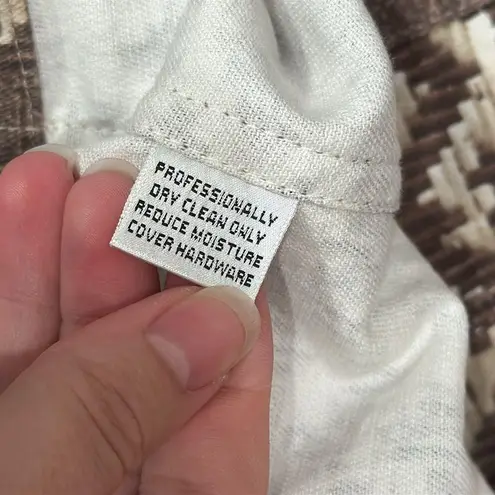 PROFESSIONALLY
DRY CLEAN ONLY
REDUCE MOISTURE
COVER HARDWARE